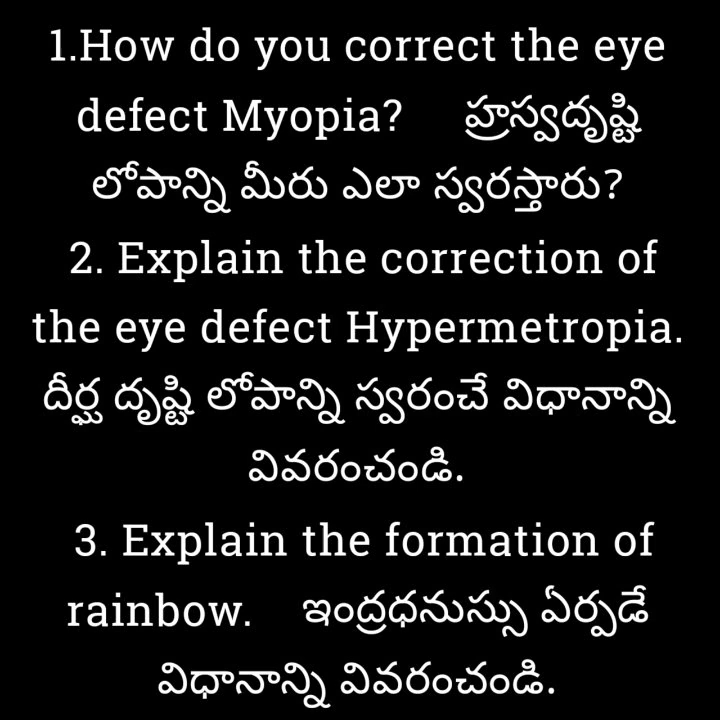 1.How do you correct the eye
defect Myopia? హ్రస్వదృష్టి
లోపాన్ని మీరు ఎలా స్వరస్తారు?
2. Explain the correction of
the eye defect Hypermetropia.
దీర్ఘ దృష్టి లోపాన్ని స్వరంచే విధానాన్ని
వివరంచండి.
3. Explain the formation of
rainbow. ఇంద్రధనుస్సు ఏర్పడే
విధానాన్ని వివరంచండి.